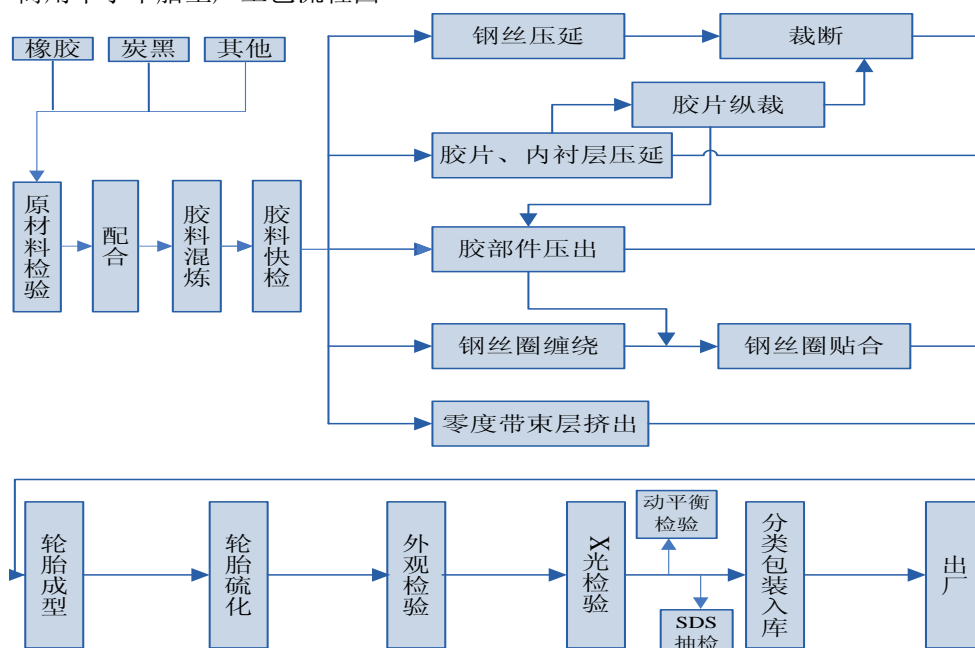 橡胶
炭黑
其他
钢丝压延
裁断
胶片纵裁
胶片、内衬层压延
原材料检验
配合
胶料混炼
胶料快检
胶部件压出
钢丝圈缠绕
钢丝圈贴合
零度带束层挤出
轮胎成型
轮胎硫化
外观检验
X光检验
动平衡
检验
SDS
抽检
分类包装入库
出厂